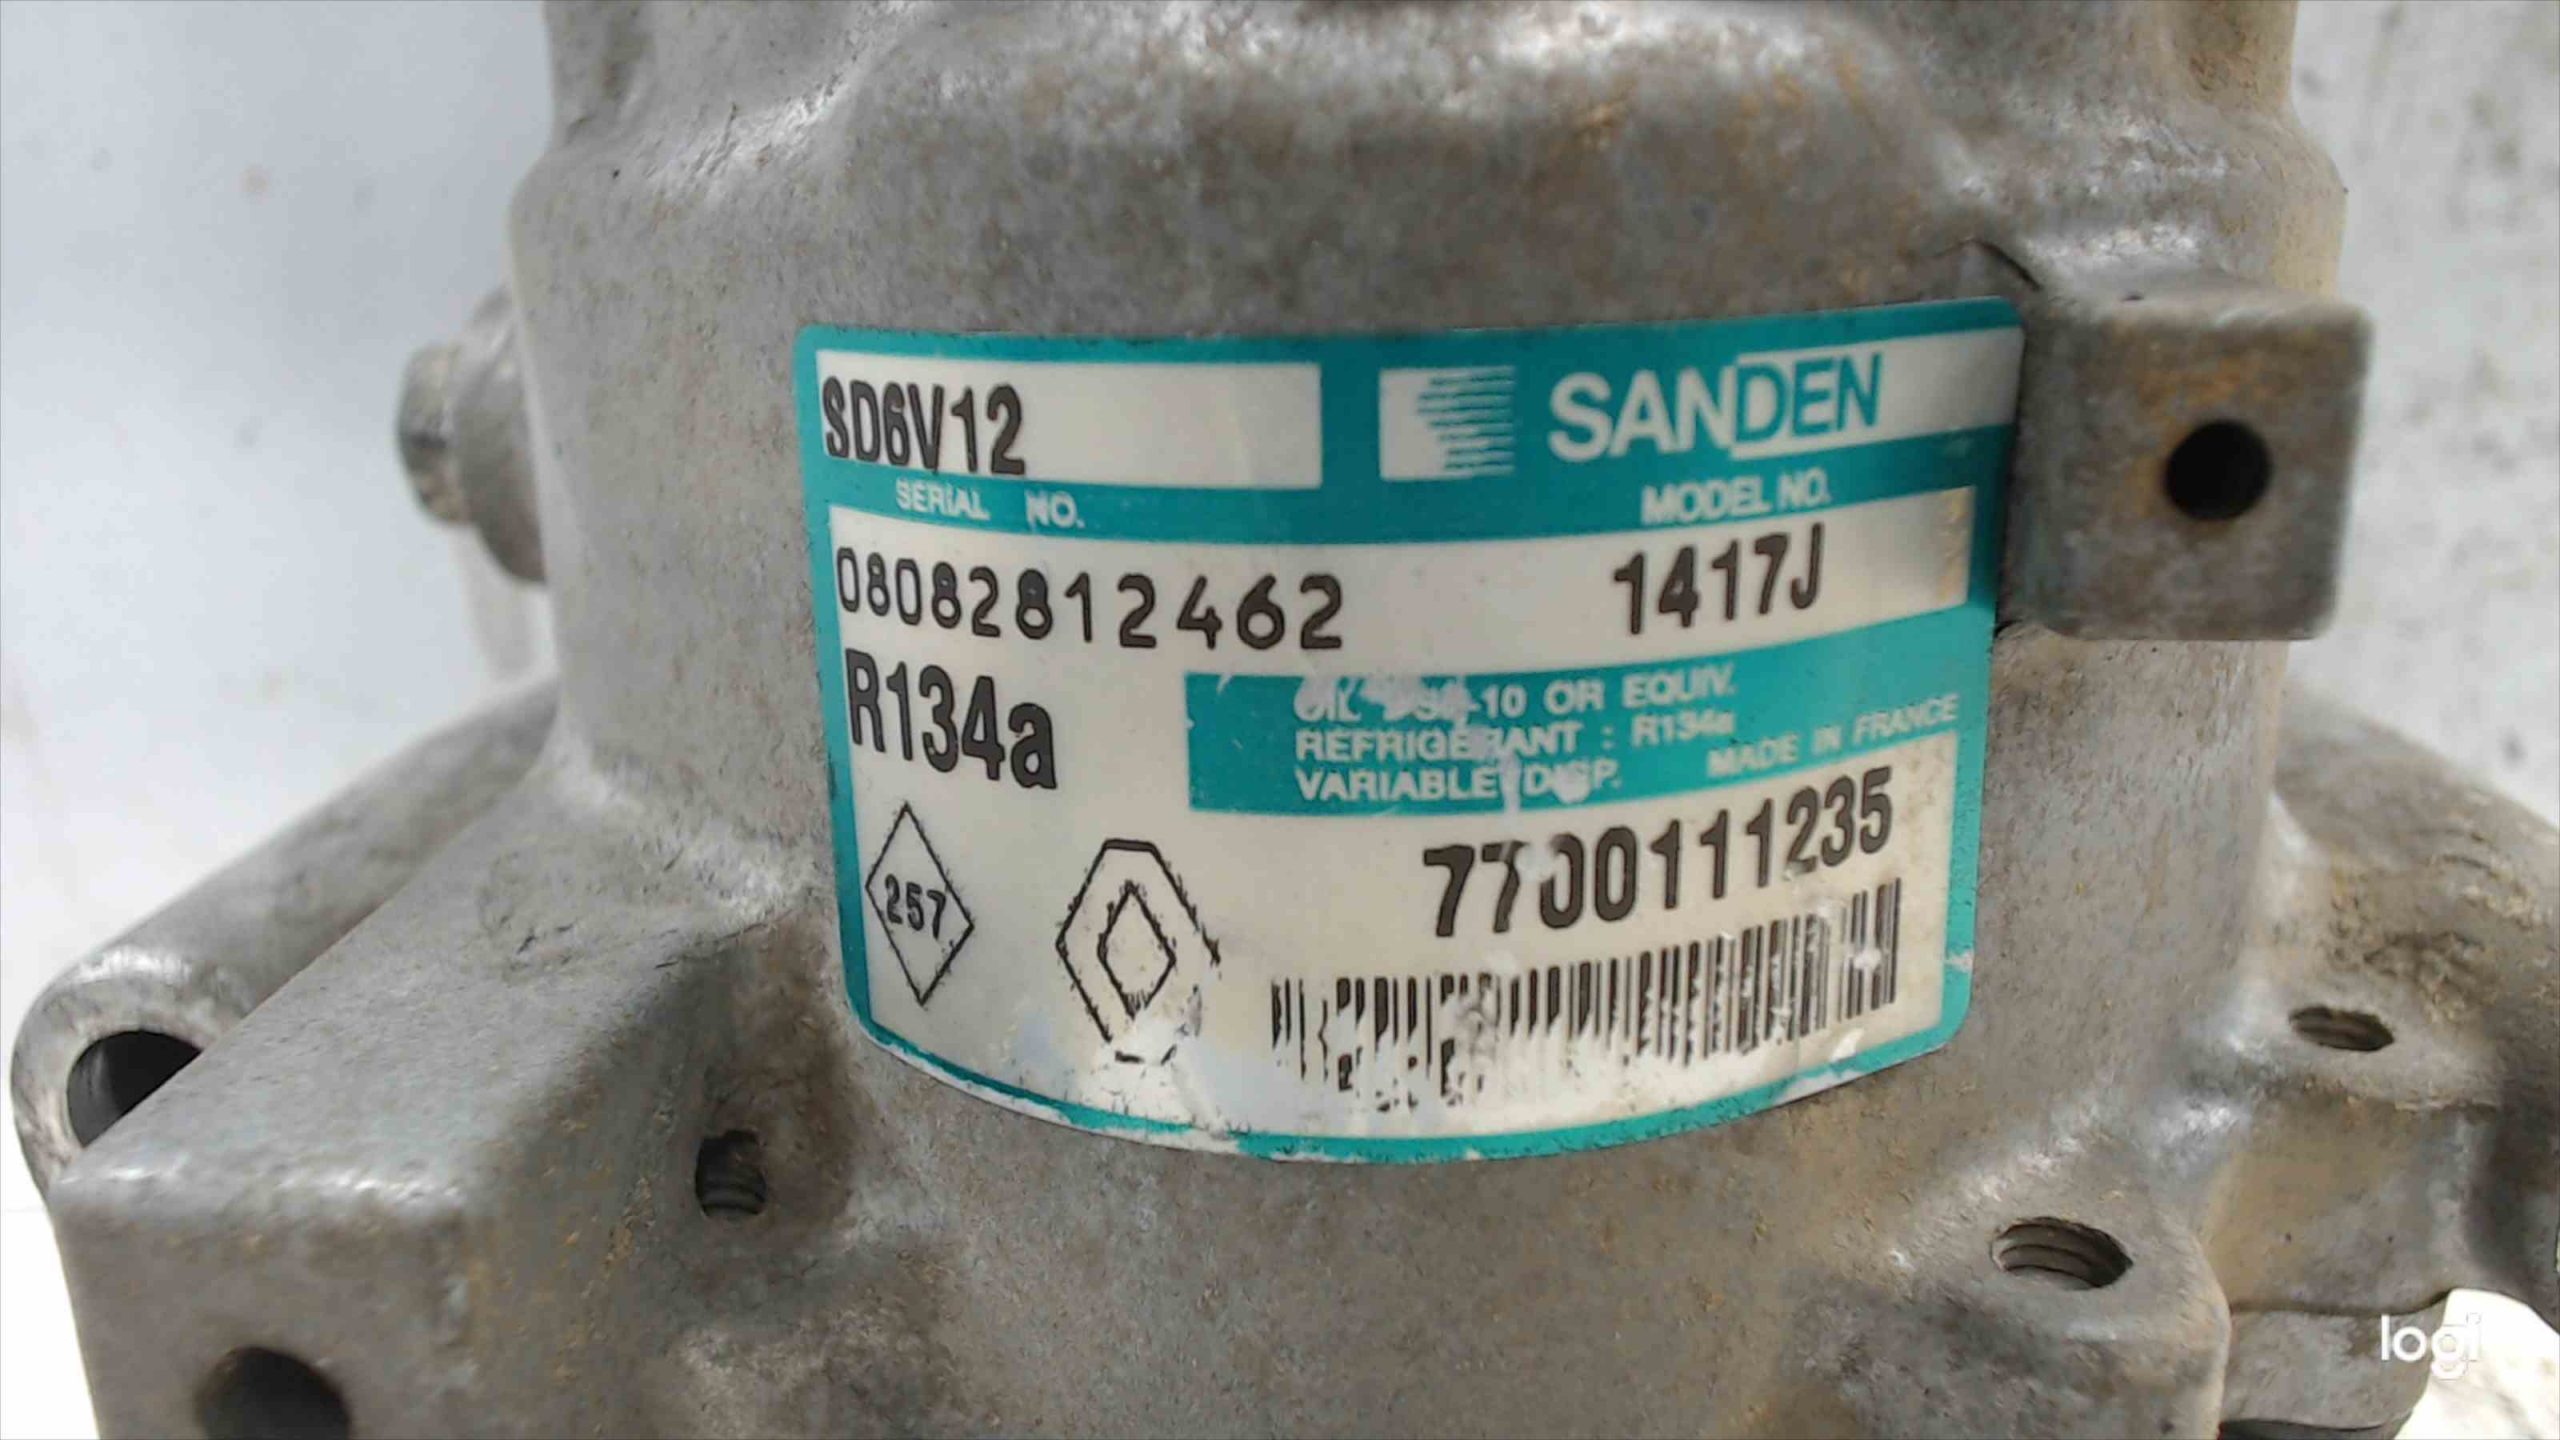 SD6V12
SANDEN
SERIAL NO.
MODEL NO.
08082812462
1417J
R134a
OIL -10 OR EQUIV.
REFRIGERANT : R134a
VARIABLE DISP.
MADE IN FRANCE
7700111235
257
logi